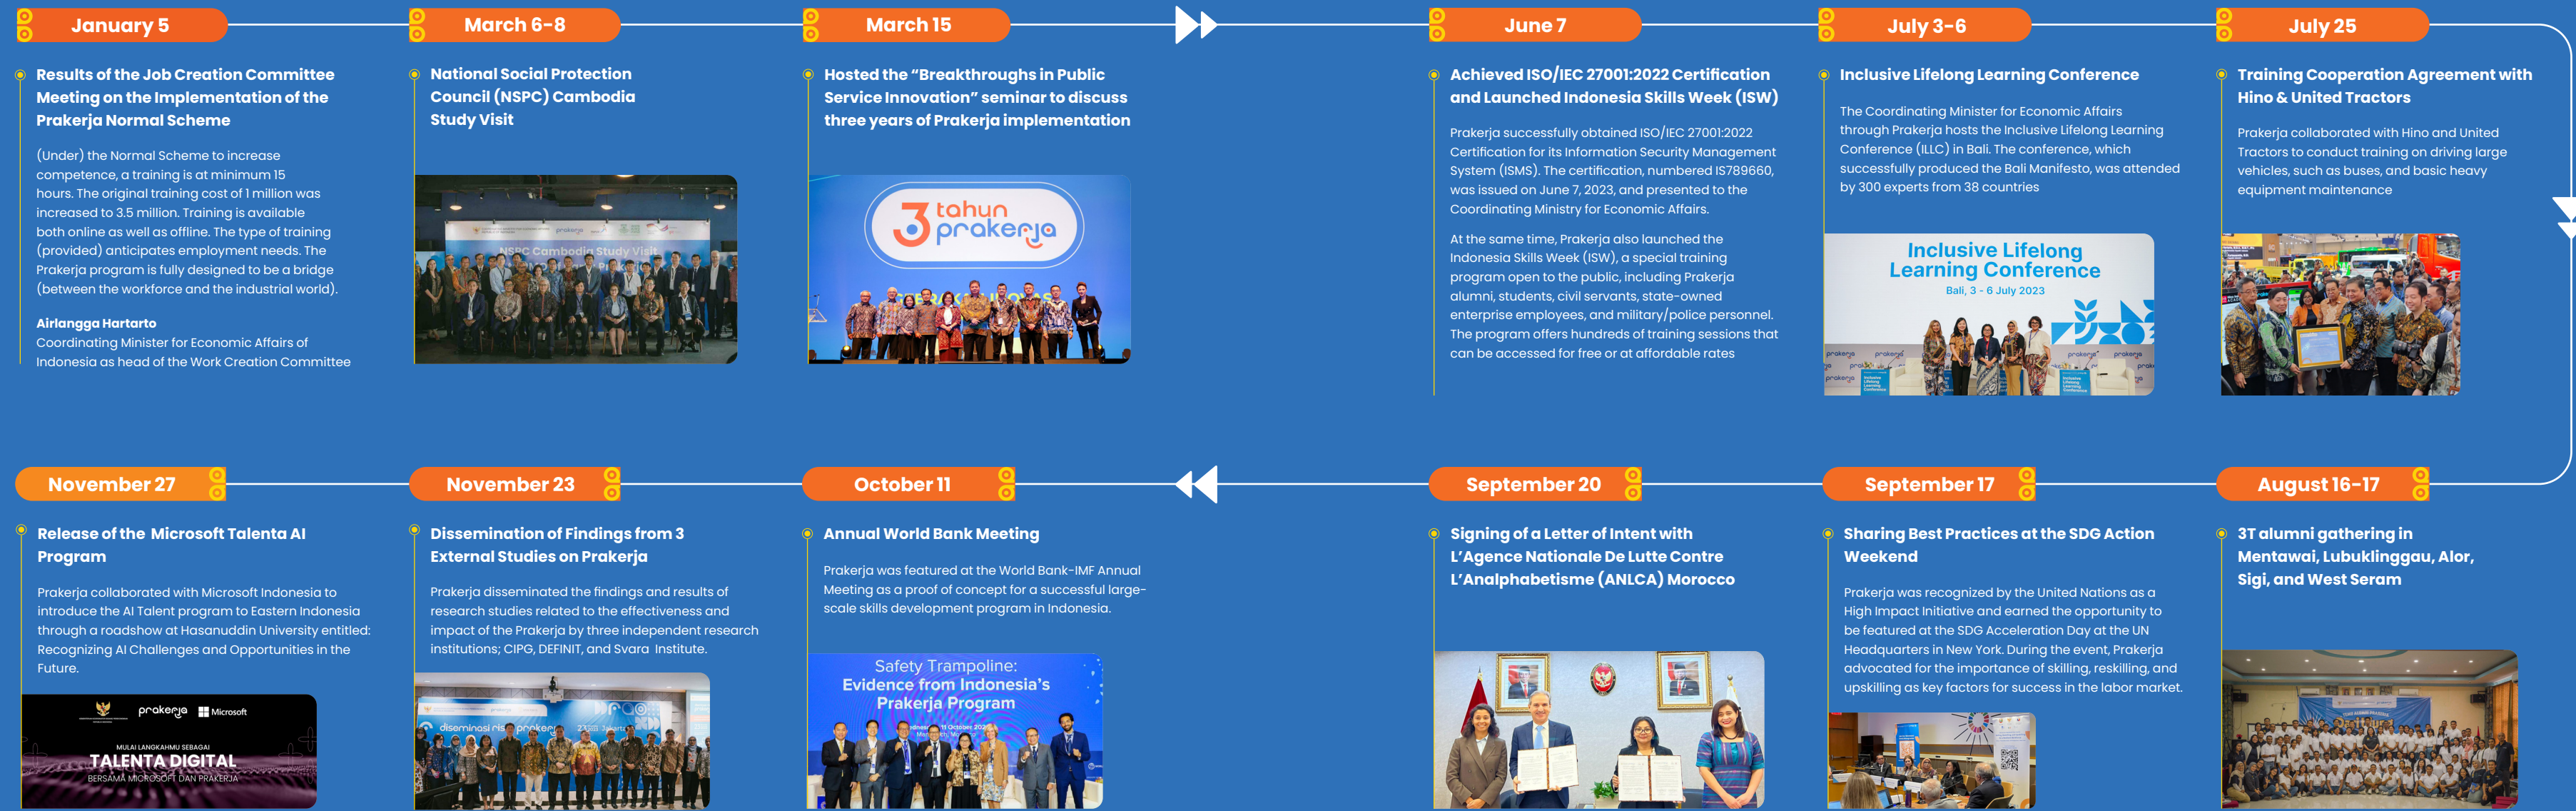 January 5
Results of the Job Creation Committee
Meeting on the Implementation of the
Prakerja Normal Scheme
(Under) the Normal Scheme to increase
competence, a training is at minimum 15
hours. The original training cost of 1 million was
increased to 3.5 million. Training is available
both online as well as offline. The type of training
(provided) anticipates employment needs. The
Prakerja program is fully designed to be a bridge
(between the workforce and the industrial world).
Airlangga Hartarto
Coordinating Minister for Economic Affairs of
Indonesia as head of the Work Creation Committee
March 6-8
National Social Protection
Council (NSPC) Cambodia
Study Visit
prakerja
NSPC Cambodia Study Visit
March 15
Hosted the “Breakthroughs in Public
Service Innovation” seminar to discuss
three years of Prakerja implementation
3 tahun
prakerja
June 7
Achieved ISO/IEC 27001:2022 Certification
and Launched Indonesia Skills Week (ISW)
Prakerja successfully obtained ISO/IEC 27001:2022
Certification for its Information Security Management
System (ISMS). The certification, numbered IS789660,
was issued on June 7, 2023, and presented to the
Coordinating Ministry for Economic Affairs.
At the same time, Prakerja also launched the
Indonesia Skills Week (ISW), a special training
program open to the public, including Prakerja
alumni, students, civil servants, state-owned
enterprise employees, and military/police personnel.
The program offers hundreds of training sessions that
can be accessed for free or at affordable rates
July 3-6
Inclusive Lifelong Learning Conference
The Coordinating Minister for Economic Affairs
through Prakerja hosts the Inclusive Lifelong Learning
Conference (ILLC) in Bali. The conference, which
successfully produced the Bali Manifesto, was attended
by 300 experts from 38 countries
Inclusive Lifelong
Learning Conference
Bali, 3 - 6 July 2023
prakerja
prakerja
prakerja
prakerja
Inclusive
Lifelong
Learning
Conference
Inclusive
Lifelong
Learning
Conference
July 25
Training Cooperation Agreement with
Hino & United Tractors
Prakerja collaborated with Hino and United
Tractors to conduct training on driving large
vehicles, such as buses, and basic heavy
equipment maintenance
November 27
Release of the Microsoft Talenta AI
Program
Prakerja collaborated with Microsoft Indonesia to
introduce the AI Talent program to Eastern Indonesia
through a roadshow at Hasanuddin University entitled:
Recognizing AI Challenges and Opportunities in the
Future.
prakerja Microsoft
MULAI LANGKAHMU SEBAGAI
TALENTA DIGITAL
BERSAMA MICROSOFT DAN PRAKERJA
November 23
Dissemination of Findings from 3
External Studies on Prakerja
Prakerja disseminated the findings and results of
research studies related to the effectiveness and
impact of the Prakerja by three independent research
institutions; CIPG, DEFINIT, and Svara Institute.
diseminasi
October 11
Annual World Bank Meeting
Prakerja was featured at the World Bank-IMF Annual
Meeting as a proof of concept for a successful large-
scale skills development program in Indonesia.
Safety Trampoline:
Evidence from Indonesia’s
Prakerja Program
11 October
September 20
Signing of a Letter of Intent with
L’Agence Nationale De Lutte Contre
L’Analphabetisme (ANLCA) Morocco
September 17
Sharing Best Practices at the SDG Action
Weekend
Prakerja was recognized by the United Nations as a
High Impact Initiative and earned the opportunity to
be featured at the SDG Acceleration Day at the UN
Headquarters in New York. During the event, Prakerja
advocated for the importance of skilling, reskilling, and
upskilling as key factors for success in the labor market.
August 16-17
3T alumni gathering in
Mentawai, Lubuklinggau, Alor,
Sigi, and West Seram